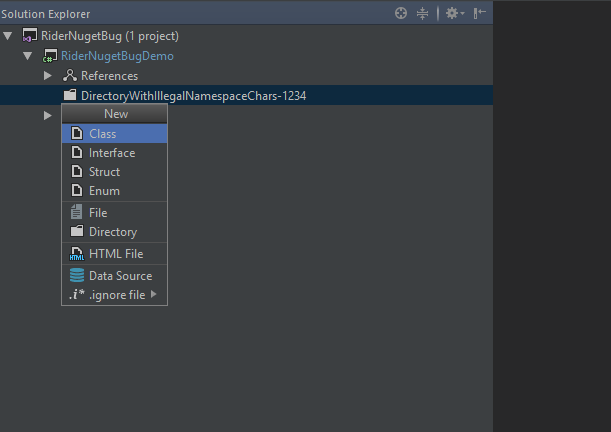 Solution Explorer
RiderNugetBug (1 project)
RiderNugetBugDemo
References
DirectoryWithIllegalNamespaceChars-1234
New
Class
Interface
Struct
Enum
File
Directory
HTML
HTML File
Data Source
.i* .ignore file